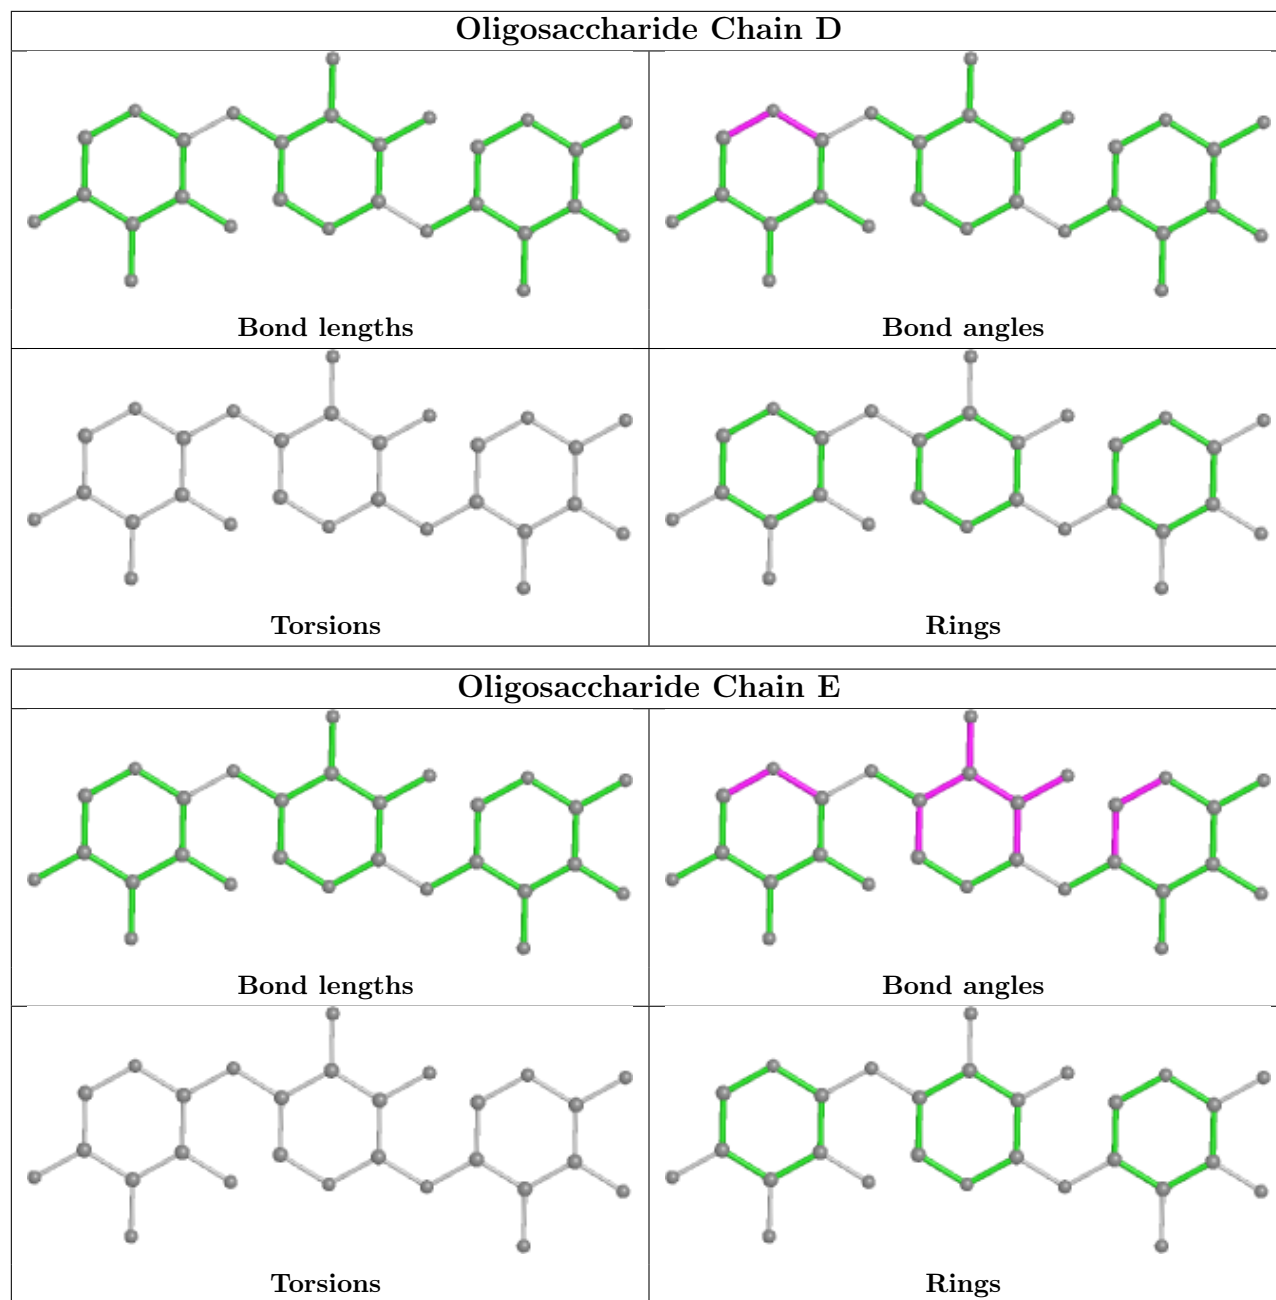 Oligosaccharide Chain D
Bond lengths
Bond angles
Torsions
Rings
Oligosaccharide Chain E
Bond lengths
Bond angles
Torsions
Rings